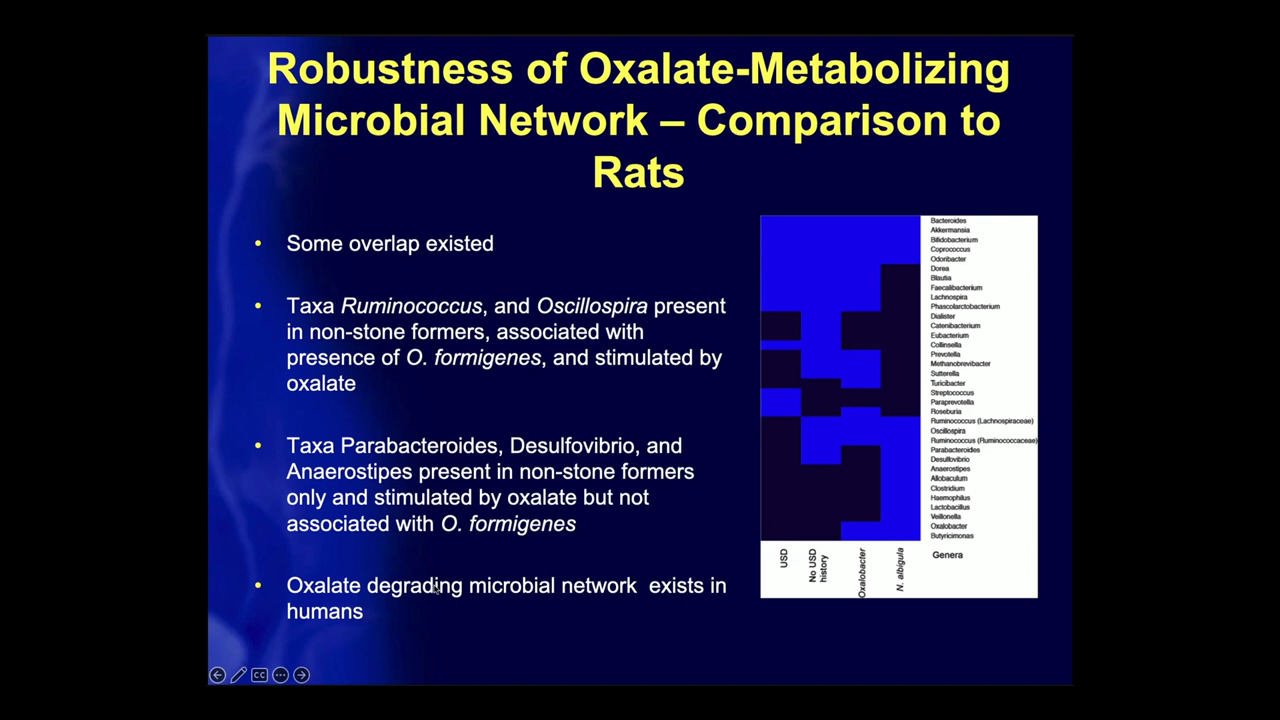 Robustness of Oxalate-Metabolizing
Microbial Network – Comparison to
Rats
• Some overlap existed
• Taxa Ruminococcus, and Oscillospira present
in non-stone formers, associated with
presence of O. formigenes, and stimulated by
oxalate
• Taxa Parabacteroides, Desulfovibrio, and
Anaerostipes present in non-stone formers
only and stimulated by oxalate but not
associated with O. formigenes
• Oxalate degrading microbial network exists in
humans
Bacteroides
Akkermansia
Bifidobacterium
Coprococcus
Odoribacter
Dorea
Blautia
Faecalibacterium
Lachnospira
Phascolarctobacterium
Dialister
Catenibacterium
Eubacterium
Collinsella
Prevotella
Methanobrevibacter
Sutterella
Turicibacter
Streptococcus
Paraprevotella
Roseburia
Ruminococcus (Lachnospiraceae)
Oscillospira
Ruminococcus (Ruminococcaceae)
Parabacteroides
Desulfovibrio
Anaerostipes
Allobaculum
Clostridium
Haemophilus
Lactobacillus
Veillonella
Oxalobacter
Butyricimonas
USD
No USD
history
Oxalobacter
N. albigula
Genera
CC